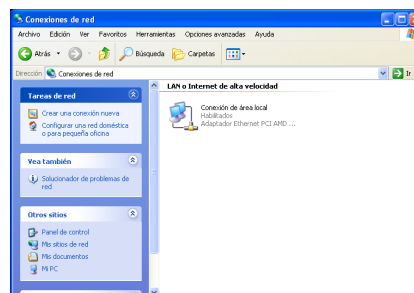 Conexiones de red
Archivo Edición Ver Favoritos Herramientas Opciones avanzadas Ayuda
Atrás Búsqueda Carpetas
Dirección Conexiones de red Ir
Tareas de red
Crear una conexión nueva
Configurar una red doméstica
o para pequeña oficina
Vea también
Solucionador de problemas de
red
Otros sitios
Panel de control
Mis sitios de red
Mis documentos
Mi PC
LAN o Internet de alta velocidad
Conexión de área local
Habilitados
Adaptador Ethernet PCI AMD ...